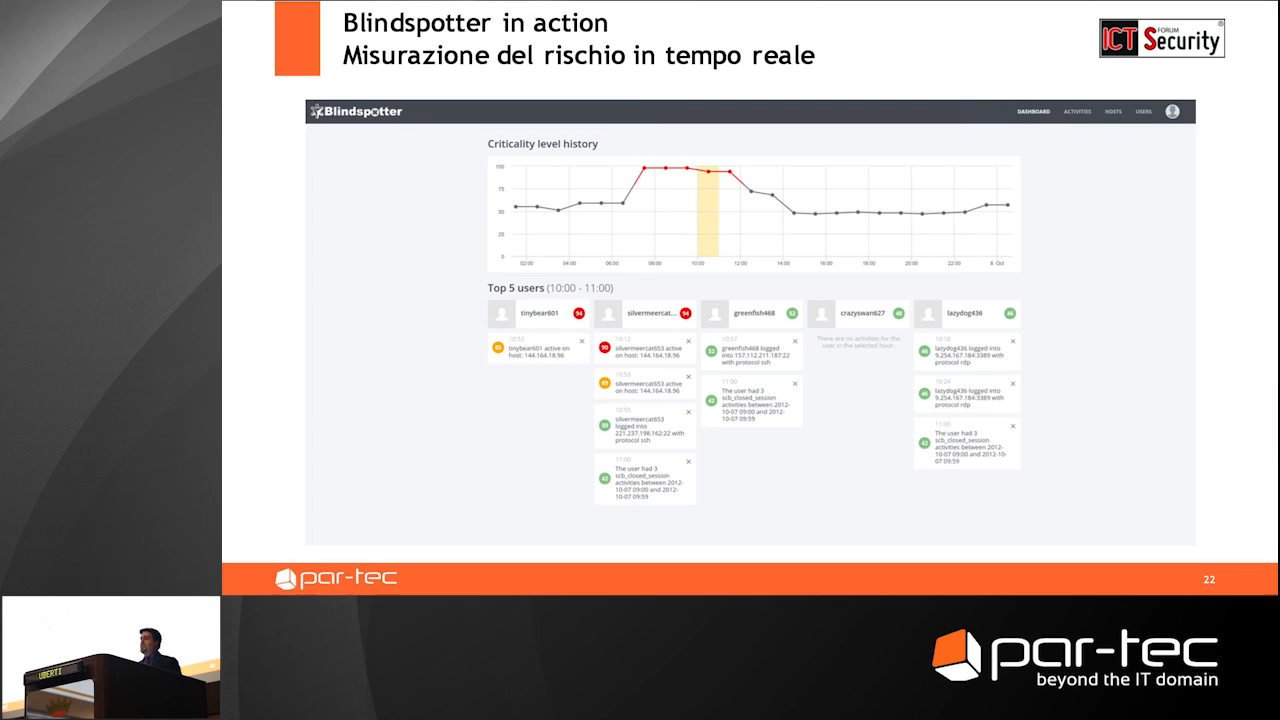 Blindspotter in action
Misurazione del rischio in tempo reale
FORUM
ICT Security
Blindspotter
DASHBOARD
ACTIVITIES
HOSTS
USERS
Criticality level history
100
75
50
25
0
02:00
04:00
06:00
08:00
10:00
12:00
14:00
16:00
18:00
20:00
22:00
8. Oct
Top 5 users (10:00 - 11:00)
tinybear601
94
silvermeercat...
94
greenfish468
52
crazyswan627
lazydog436
10:53
tinybear601 active on
host: 144.164.18.96
10:12
90
silvermeercat653 active
on host: 144.164.18.96
10:53
silvermeercat653 active
on host: 144.164.18.96
10:55
silvermeercat653
logged into
221.237.198.162:22 with
protocol ssh
11:00
42
The user had 3
scb_closed_session
activities between 2012-
10-07 09:00 and 2012-
10-07 09:59
10:57
52
greenfish468 logged
into 157.112.211.187:22
with protocol ssh
11:00
42
The user had 3
scb_closed_session
activities between 2012-
10-07 09:00 and 2012-
10-07 09:59
There are no activities for the
user in the selected hour.
lazydog436 logged into
9.254.167.184:3389 with
protocol rdp
10:24
lazydog436 logged into
9.254.167.184:3389 with
protocol rdp
11:00
42
The user had 3
scb_closed_session
activities between 2012-
10-07 09:00 and 2012-10-
07 09:59
par-tec
22
UBERTI
par-tec
beyond the IT domain